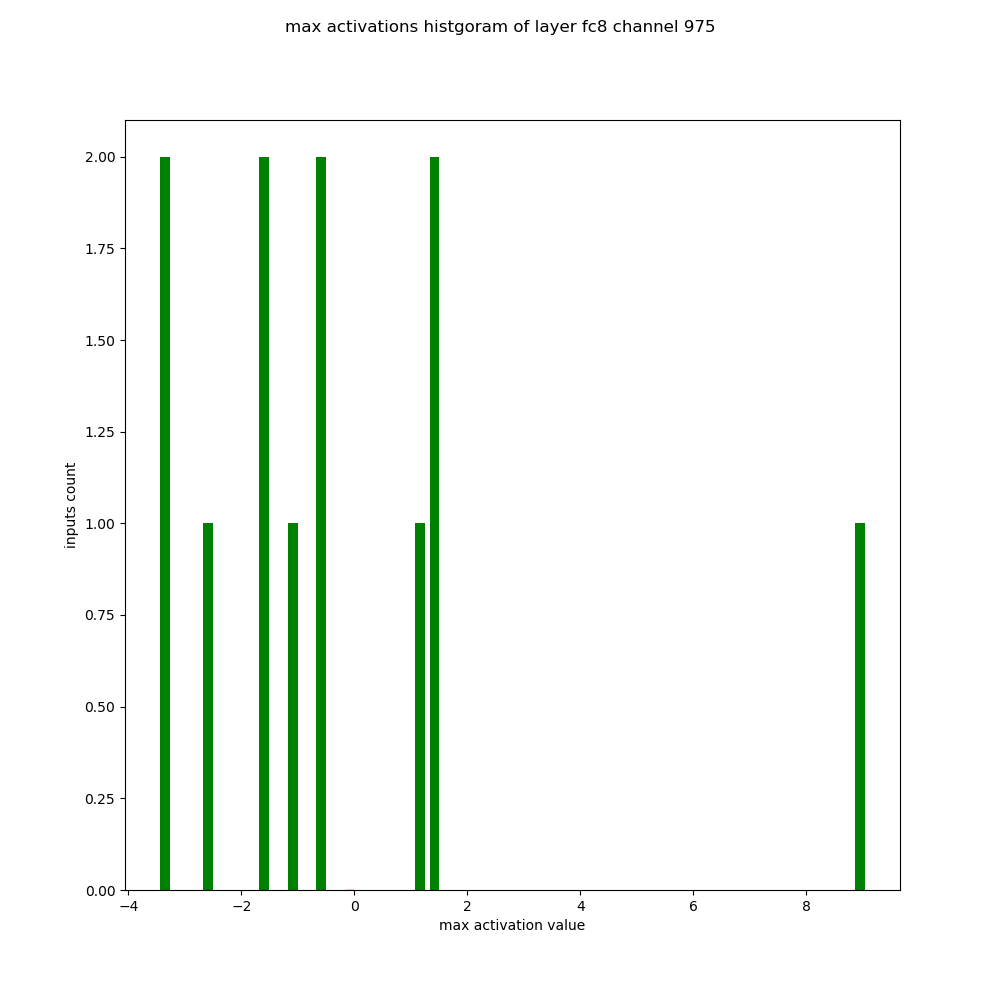 max activations histgoram of layer fc8 channel 975
2.00
1.75
1.50
1.25
1.00
0.75
0.50
0.25
0.00
inputs count
−4 −2 0 2 4 6 8
max activation value